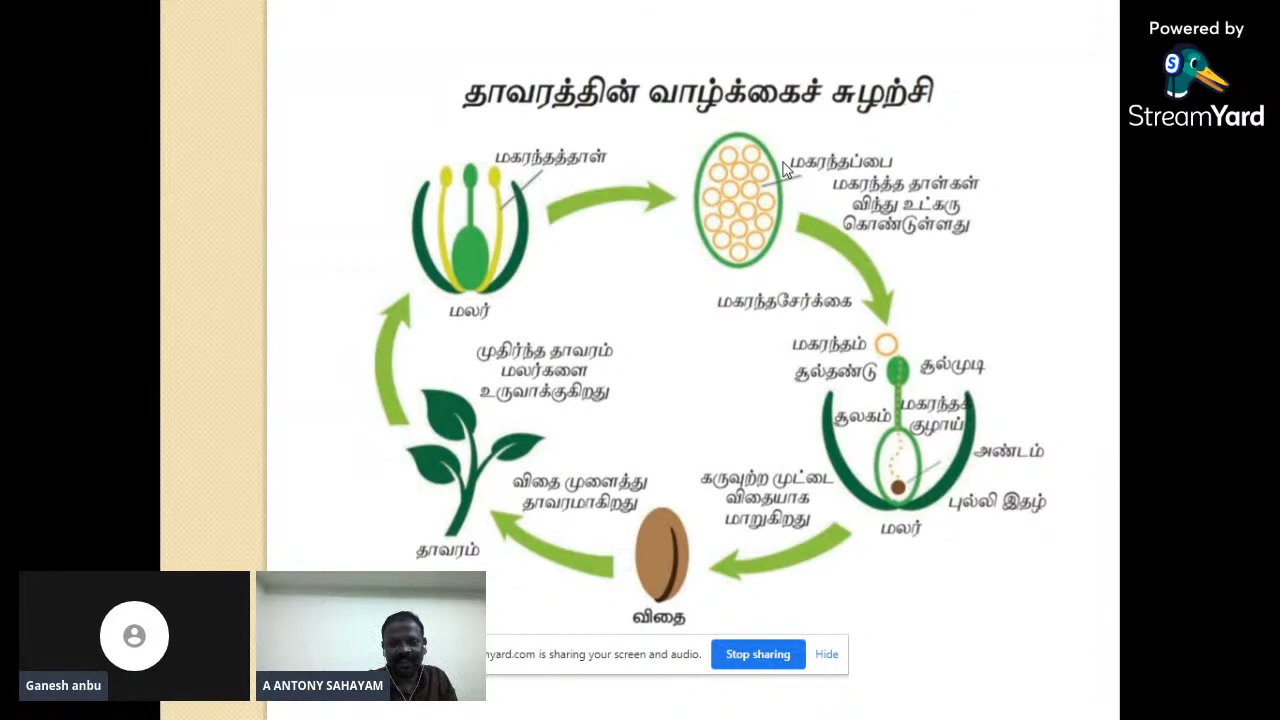 Powered by
StreamYard
தாவரத்தின் வாழ்க்கைச் சுழற்சி
மகரந்தத்தாள்
மகரந்தப்பை
மகரந்த்த தாள்கள்
விந்து உட்கரு
கொண்டுள்ளது
மலர்
மகரந்தசேர்க்கை
மகரந்தம்
சூல்தண்டு
சூல்முடி
சூலகம்
மகரந்தக்
குழாய்
அண்டம்
புல்லி இதழ்
மலர்
முதிர்ந்த தாவரம்
மலர்களை
உருவாக்குகிறது
விதை முளைத்து
தாவரமாகிறது
கருவுற்ற முட்டை
விதையாக
மாறுகிறது
தாவரம்
விதை
nyard.com is sharing your screen and audio.
Stop sharing
Hide
Ganesh anbu
A ANTONY SAHAYAM